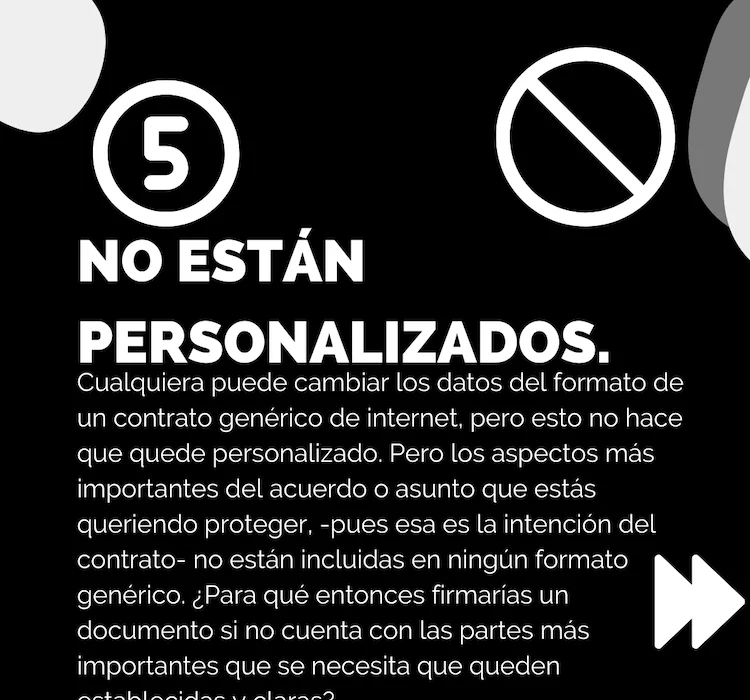 5
NO ESTÁN
PERSONALIZADOS.
Cualquiera puede cambiar los datos del formato de
un contrato genérico de internet, pero esto no hace
que quede personalizado. Pero los aspectos más
importantes del acuerdo o asunto que estás
queriendo proteger, -pues esa es la intención del
contrato- no están incluidas en ningún formato
genérico. ¿Para qué entonces firmarías un
documento si no cuenta con las partes más
importantes que se necesita que queden
establecidas y claras?